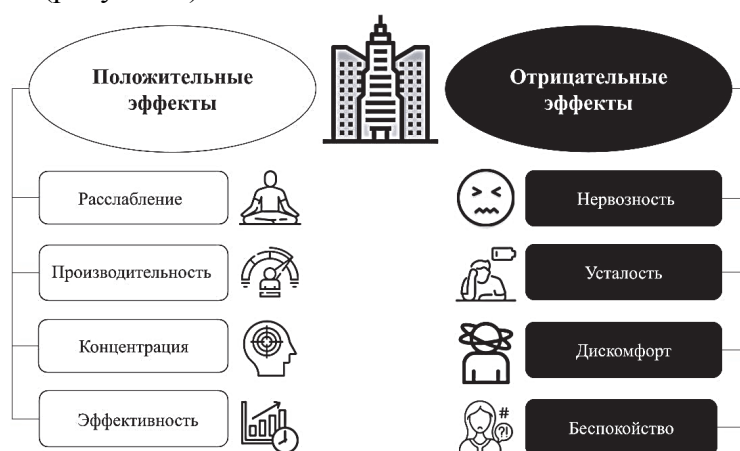 Положительные
эффекты
Отрицательные
эффекты
Расслабление
Производительность
Концентрация
Эффективность
Нервозность
Усталость
Дискомфорт
Беспокойство
#
?!